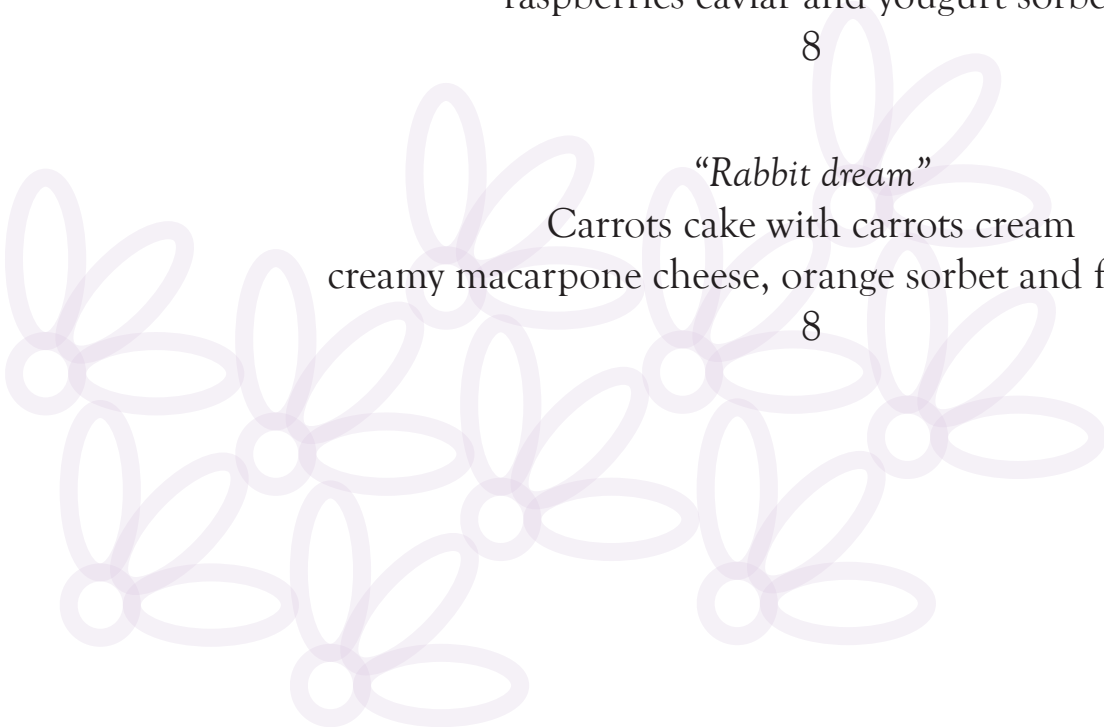 raspberries caviar and yougurt sorbe
8
“Rabbit dream”
Carrots cake with carrots cream
creamy macarpone cheese, orange sorbet and f
8